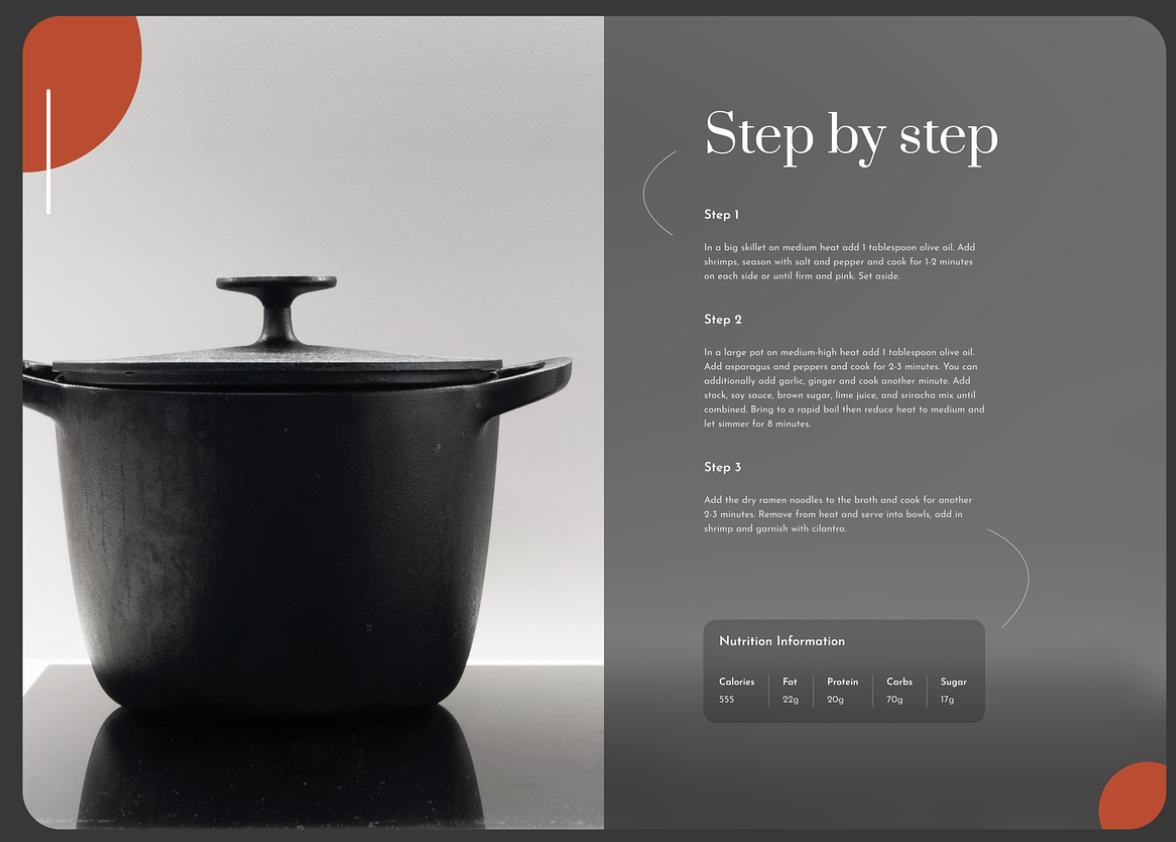 Step by step
Step 1
In a big skillet on medium heat add 1 tablespoon olive oil. Add
shrimps, season with salt and pepper and cook for 1-2 minutes
on each side or until firm and pink. Set aside.
Step 2
In a large pot on medium-high heat add 1 tablespoon olive oil.
Add asparagus and peppers and cook for 2-3 minutes. You can
additionally add garlic, ginger and cook another minute. Add
stock, soy sauce, brown sugar, lime juice, and sriracha mix until
combined. Bring to a rapid boil then reduce heat to medium and
let simmer for 8 minutes.
Step 3
Add the dry ramen noodles to the broth and cook for another
2-3 minutes. Remove from heat and serve into bowls, add in
shrimp and garnish with cilantro.
Nutrition Information
Calories Fat Protein Carbs Sugar
555 22g 20g 70g 17g